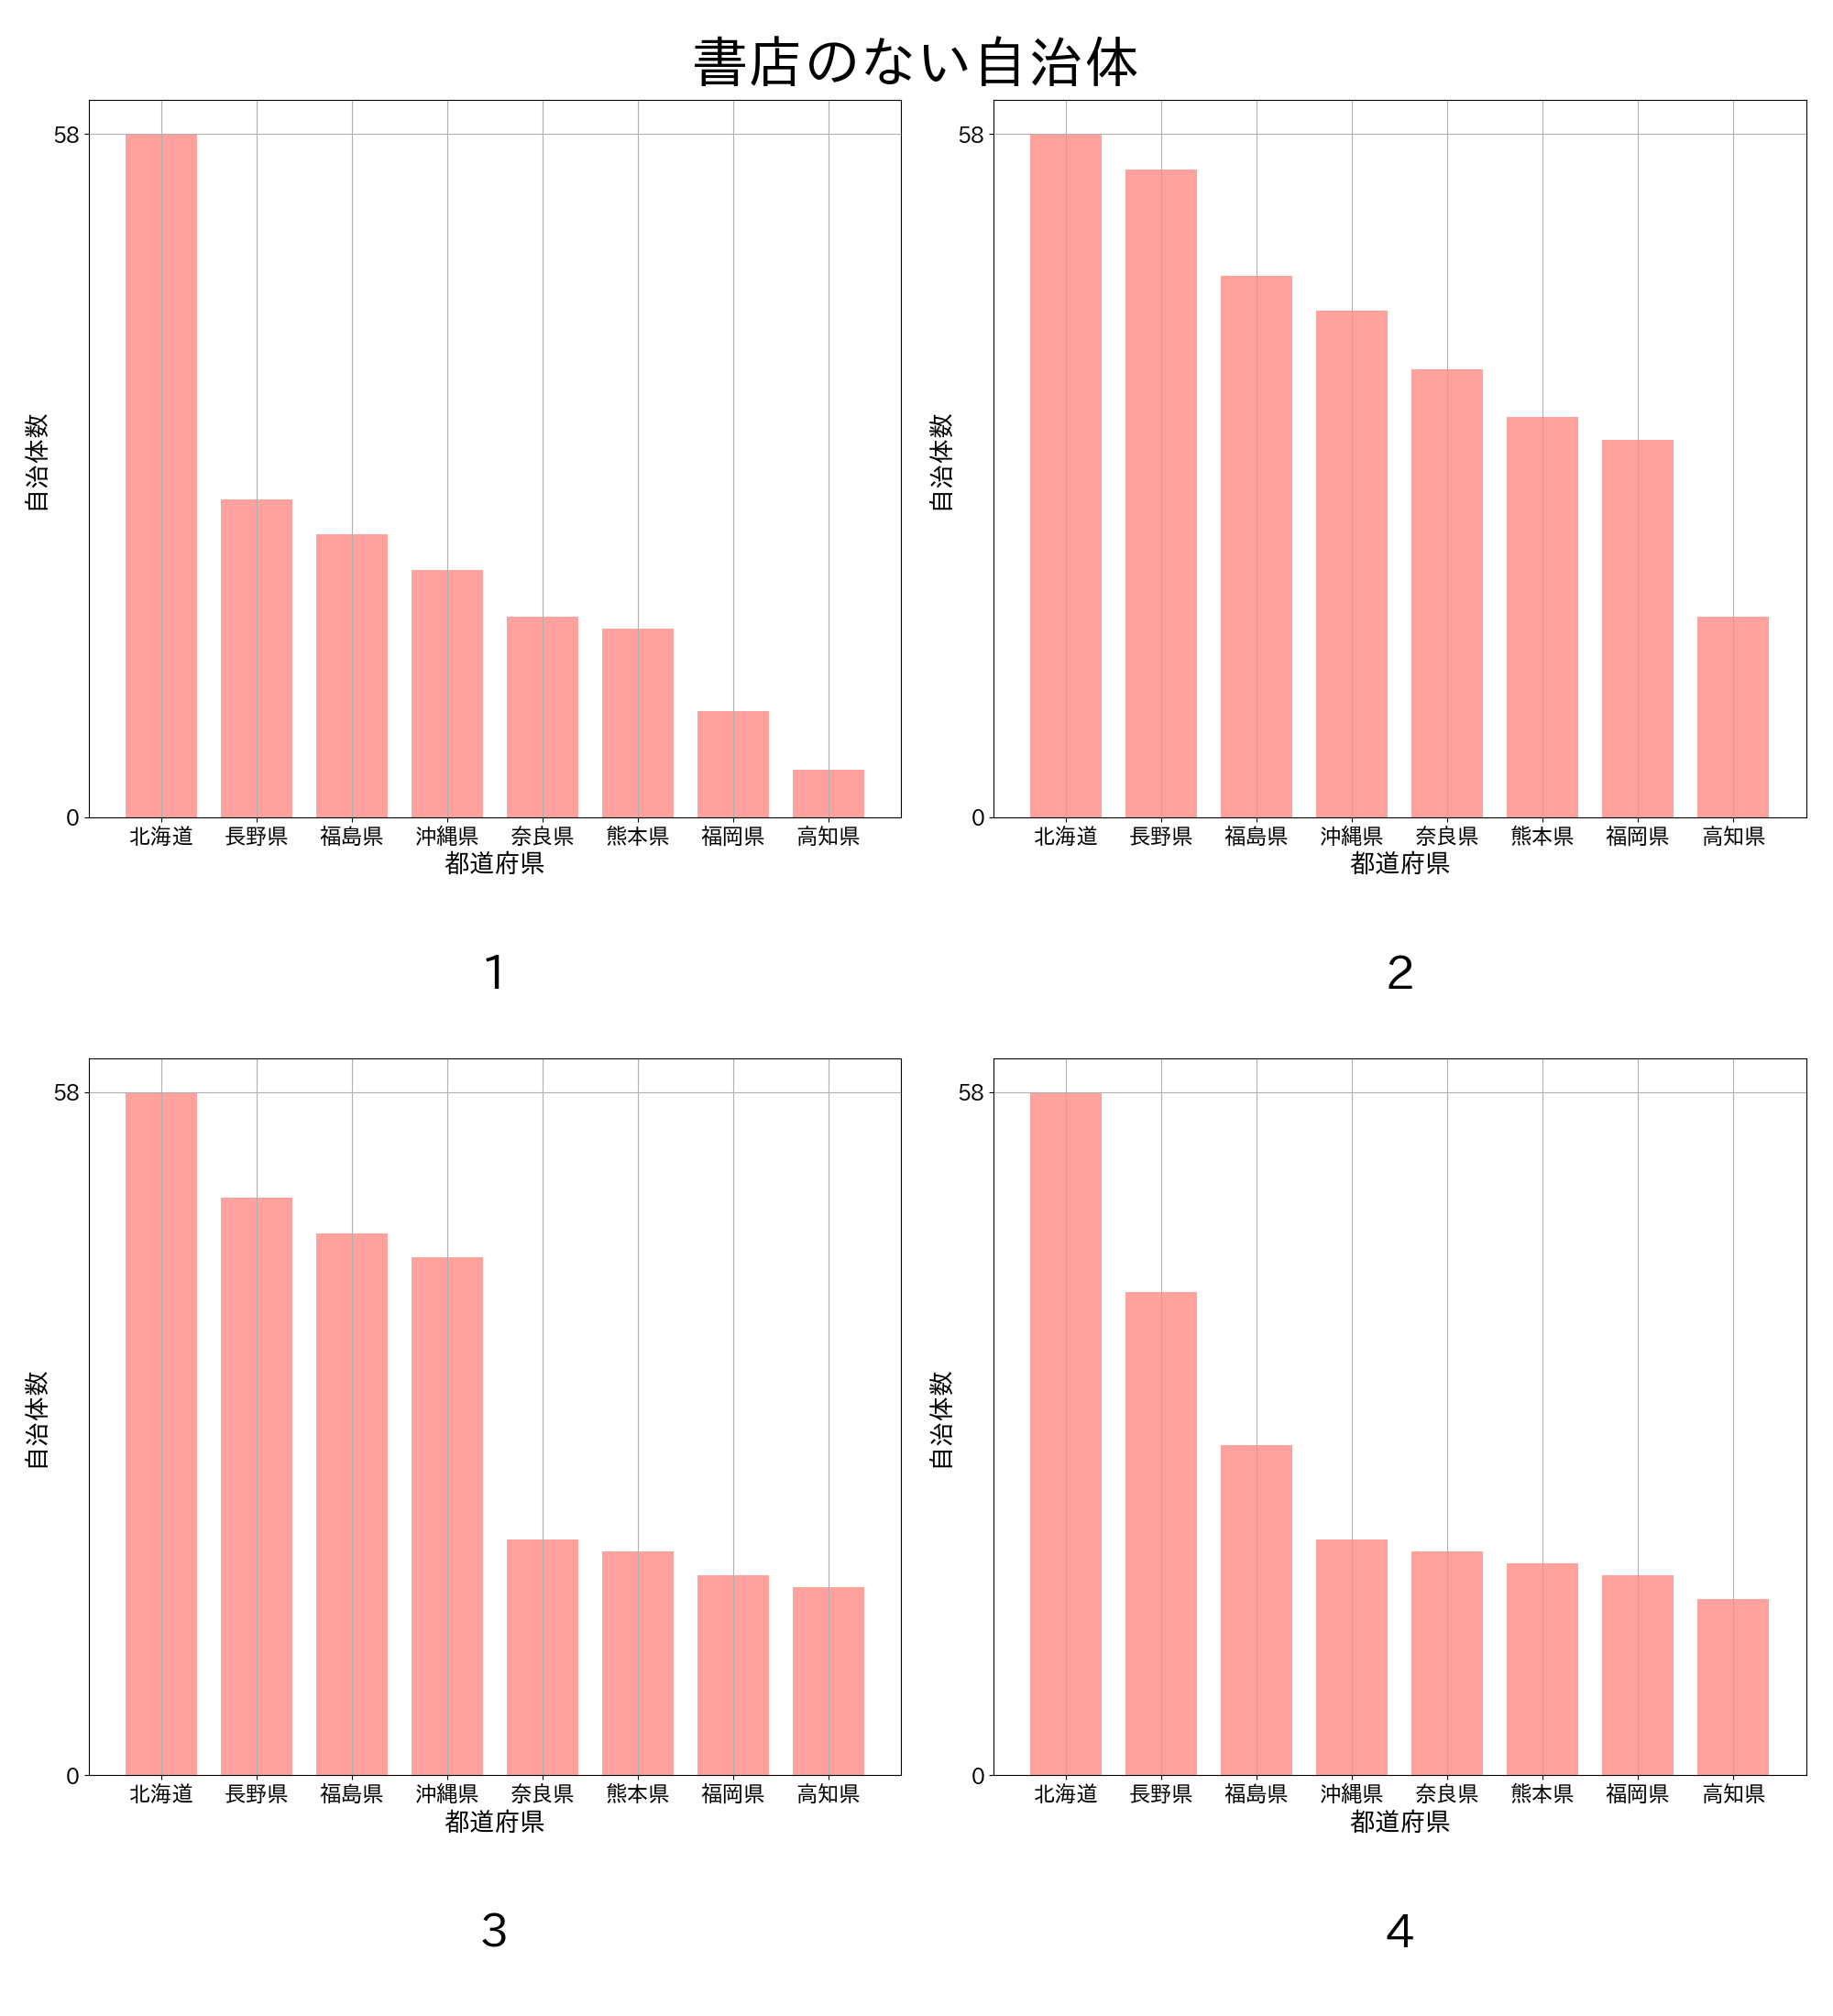 書店のない自治体
58
0
自治体数
北海道 長野県 福島県 沖縄県 奈良県 熊本県 福岡県 高知県
都道府県
1
58
0
自治体数
北海道 長野県 福島県 沖縄県 奈良県 熊本県 福岡県 高知県
都道府県
2
58
0
自治体数
北海道 長野県 福島県 沖縄県 奈良県 熊本県 福岡県 高知県
都道府県
3
58
0
自治体数
北海道 長野県 福島県 沖縄県 奈良県 熊本県 福岡県 高知県
都道府県
4